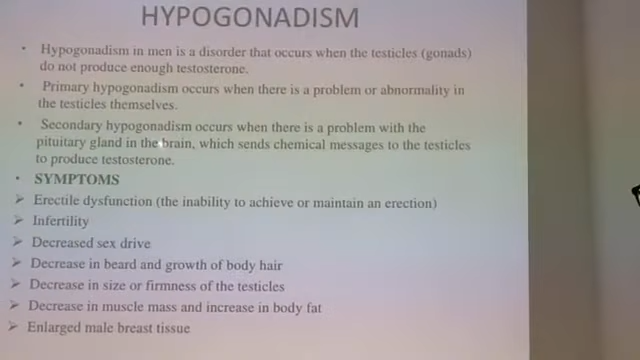 HYPOGONADISM
• Hypogonadism in men is a disorder that occurs when the testicles (gonads)
do not produce enough testosterone.
• Primary hypogonadism occurs when there is a problem or abnormality in
the testicles themselves.
• Secondary hypogonadism occurs when there is a problem with the
pituitary gland in the brain, which sends chemical messages to the testicles
to produce testosterone.
• SYMPTOMS
➢ Erectile dysfunction (the inability to achieve or maintain an erection)
➢ Infertility
➢ Decreased sex drive
➢ Decrease in beard and growth of body hair
➢ Decrease in size or firmness of the testicles
➢ Decrease in muscle mass and increase in body fat
➢ Enlarged male breast tissue